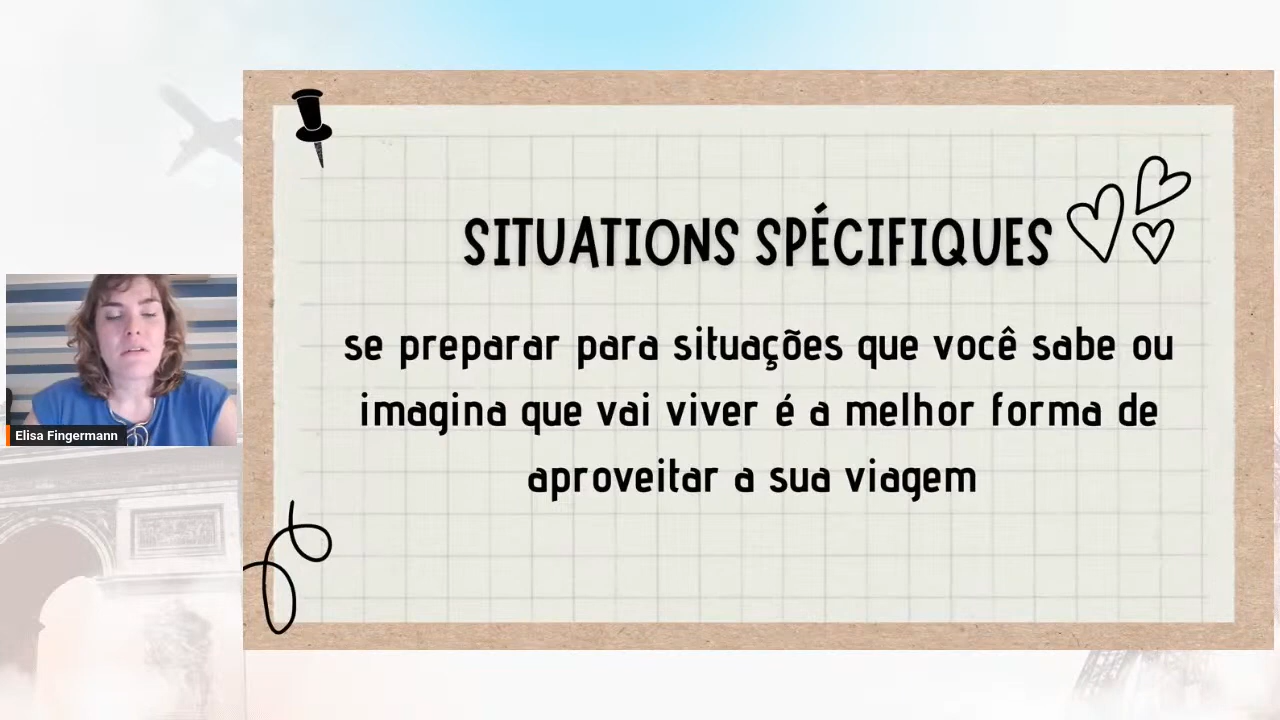 SITUATIONS SPÉCIFIQUES
se preparar para situações que você sabe ou
imagina que vai viver é a melhor forma de
aproveitar a sua viagem
Elisa Fingermann